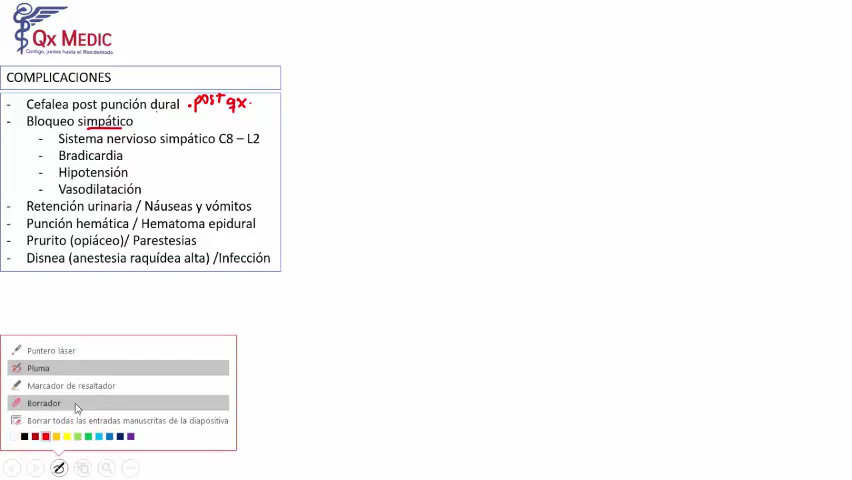 Qx MEDIC
Contigo, juntos hasta el Residentado
COMPLICACIONES
- Cefalea post punción dural . post qx.
- Bloqueo simpático
- Sistema nervioso simpático C8 – L2
- Bradicardia
- Hipotensión
- Vasodilatación
- Retención urinaria / Náuseas y vómitos
- Punción hemática / Hematoma epidural
- Prurito (opiáceo)/ Parestesias
- Disnea (anestesia raquídea alta) /Infección
Puntero láser
Pluma
Marcador de resaltador
Borrador
Borrar todas las entradas manuscritas de la diapositiva